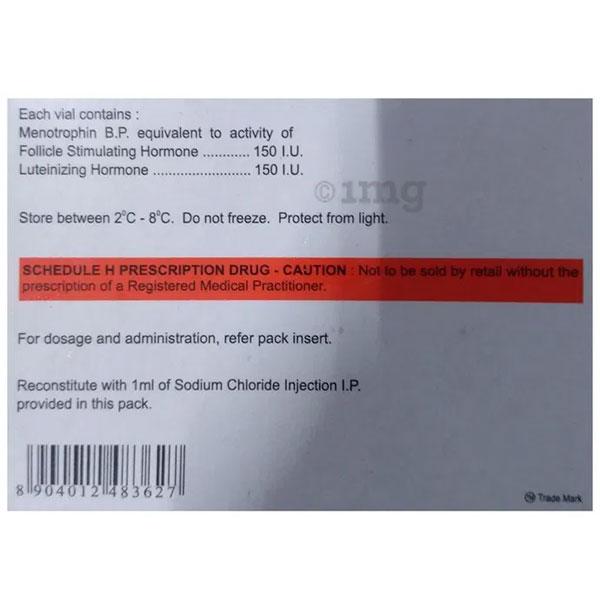 Each vial contains :
Menotrophin B.P. equivalent to activity of
Follicle Stimulating Hormone ............ 150 I.U.
Luteinizing Hormone ......................... 150 I.U.
©1mg
Store between 2°C - 8°C. Do not freeze. Protect from light.
SCHEDULE H PRESCRIPTION DRUG - CAUTION : Not to be sold by retail without the
prescription of a Registered Medical Practitioner.
For dosage and administration, refer pack insert.
Reconstitute with 1ml of Sodium Chloride Injection I.P.
provided in this pack.
8 904012 483627
Trade Mark